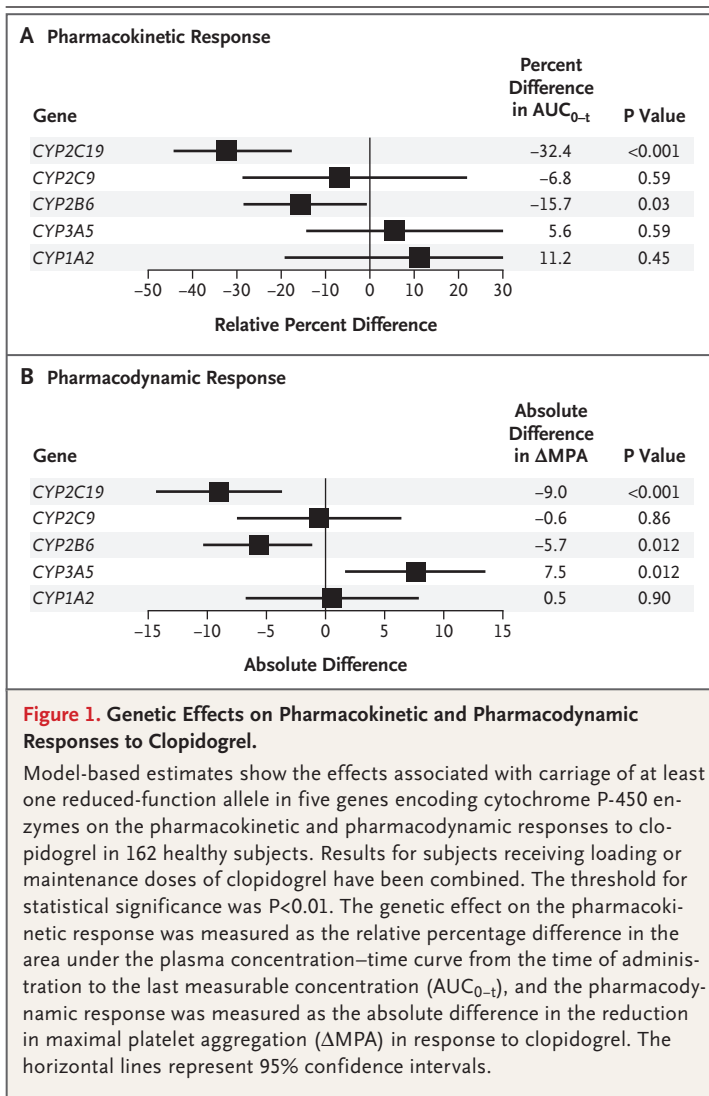 A Pharmacokinetic Response
Percent
Difference
in AUC₀₋ₜ
Gene
P Value
CYP2C19 −32.4 <0.001
CYP2C9 −6.8 0.59
CYP2B6 −15.7 0.03
CYP3A5 5.6 0.59
CYP1A2 11.2 0.45
−50 −40 −30 −20 −10 0 10 20 30
Relative Percent Difference
B Pharmacodynamic Response
Absolute
Difference
in ΔMPA
Gene
P Value
CYP2C19 −9.0 <0.001
CYP2C9 −0.6 0.86
CYP2B6 −5.7 0.012
CYP3A5 7.5 0.012
CYP1A2 0.5 0.90
−15 −10 −5 0 5 10 15
Absolute Difference
Figure 1. Genetic Effects on Pharmacokinetic and Pharmacodynamic
Responses to Clopidogrel.
Model-based estimates show the effects associated with carriage of at least
one reduced-function allele in five genes encoding cytochrome P-450 en-
zymes on the pharmacokinetic and pharmacodynamic responses to clo-
pidogrel in 162 healthy subjects. Results for subjects receiving loading or
maintenance doses of clopidogrel have been combined. The threshold for
statistical significance was P<0.01. The genetic effect on the pharmacoki-
netic response was measured as the relative percentage difference in the
area under the plasma concentration–time curve from the time of adminis-
tration to the last measurable concentration (AUC₀₋ₜ), and the pharmacody-
namic response was measured as the absolute difference in the reduction
in maximal platelet aggregation (ΔMPA) in response to clopidogrel. The
horizontal lines represent 95% confidence intervals.